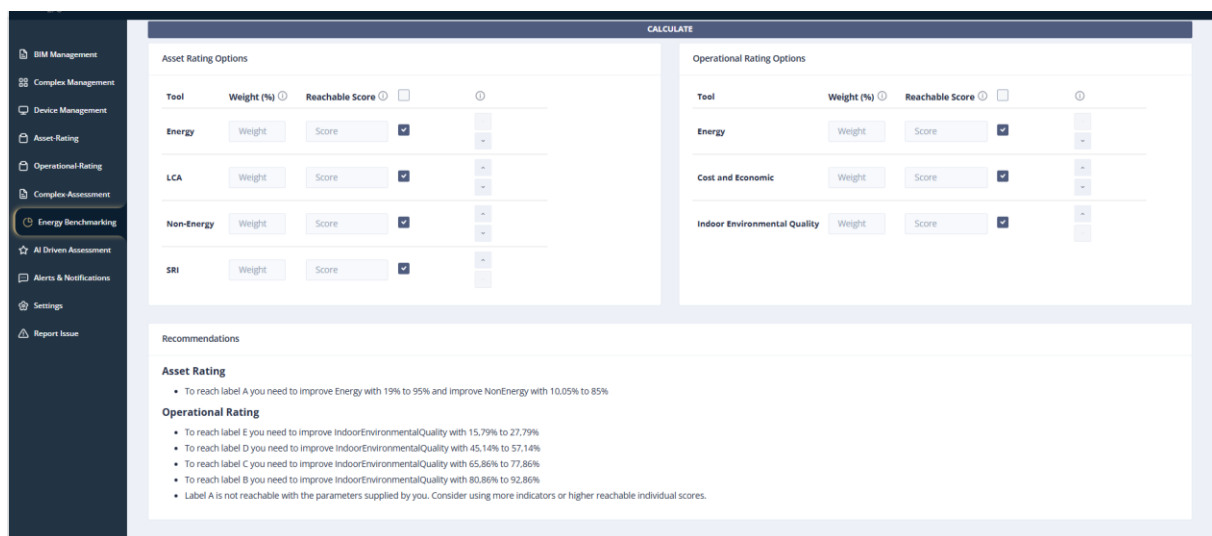 CALCULATE
BIM Management
Complex Management
Device Management
Asset-Rating
Operational-Rating
Complex-Assessment
Energy Benchmarking
AI Driven Assessment
Alerts & Notifications
Settings
Report Issue
Asset Rating Options
Tool Weight (%) Reachable Score
Energy Weight Score
LCA Weight Score
Non-Energy Weight Score
SRI Weight Score
Operational Rating Options
Tool Weight (%) Reachable Score
Energy Weight Score
Cost and Economic Weight Score
Indoor Environmental Quality Weight Score
Recommendations
Asset Rating
• To reach label A you need to improve Energy with 19% to 95% and improve NonEnergy with 10,05% to 85%
Operational Rating
• To reach label E you need to improve IndoorEnvironmentalQuality with 15,79% to 27,79%
• To reach label D you need to improve IndoorEnvironmentalQuality with 45,14% to 57,14%
• To reach label C you need to improve IndoorEnvironmentalQuality with 65,86% to 77,86%
• To reach label B you need to improve IndoorEnvironmentalQuality with 80,86% to 92,86%
• Label A is not reachable with the parameters supplied by you. Consider using more indicators or higher reachable individual scores.